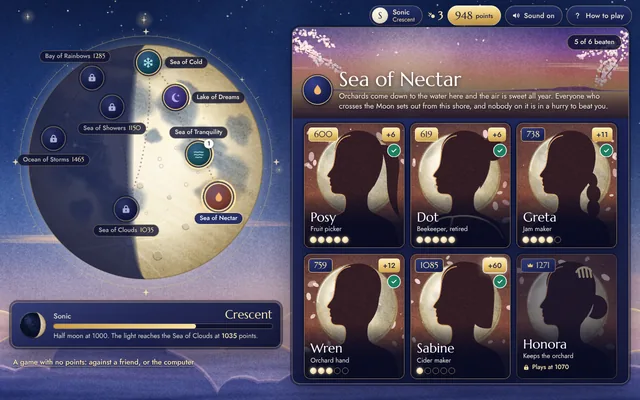 S
Sonic
Crescent
3
948 points
Sound on
? How to play
Bay of Rainbows 1285
Sea of Cold
Lake of Dreams
Sea of Showers 1150
Sea of Tranquility
1
Ocean of Storms 1465
Sea of Nectar
Sea of Clouds 1035
5 of 6 beaten
Sea of Nectar
Orchards come down to the water here and the air is sweet all year. Everyone who
crosses the Moon sets out from this shore, and nobody on it is in a hurry to beat you.
600
+6
Posy
Fruit picker
619
+6
Dot
Beekeeper, retired
738
+11
Greta
Jam maker
759
+12
Wren
Orchard hand
1085
+60
Sabine
Cider maker
1271
Honora
Keeps the orchard
Plays at 1070
Sonic
Crescent
Half moon at 1000. The light reaches the Sea of Clouds at 1035 points.
A game with no points: against a friend, or the computer